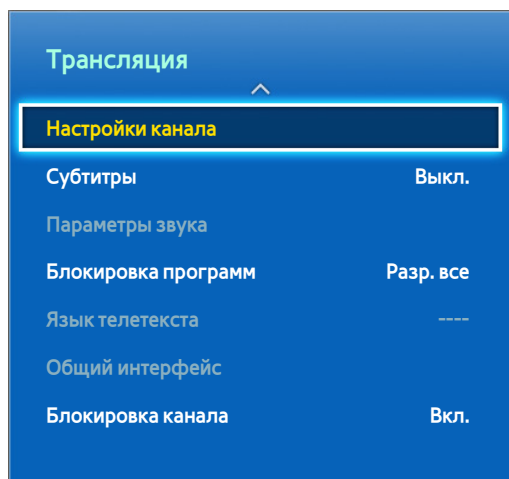 Трансляция
Настройки канала
Субтитры Выкл.
Параметры звука
Блокировка программ Разр. все
Язык телетекста ----
Общий интерфейс
Блокировка канала Вкл.